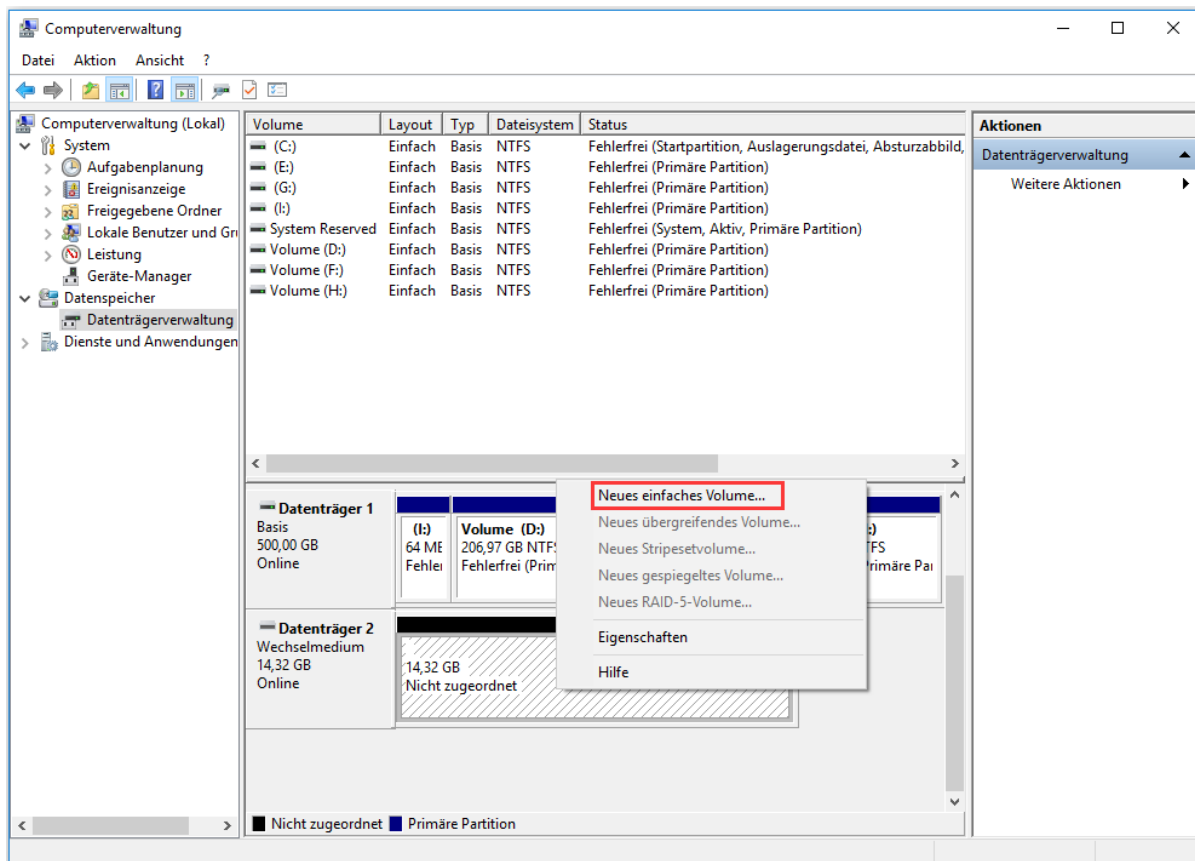 Computerverwaltung
Datei Aktion Ansicht ?
Computerverwaltung (Lokal)
System
Aufgabenplanung
Ereignisanzeige
Freigegebene Ordner
Lokale Benutzer und Gru
Leistung
Geräte-Manager
Datenspeicher
Datenträgerverwaltung
Dienste und Anwendungen
Volume Layout Typ Dateisystem Status
(C:) Einfach Basis NTFS Fehlerfrei (Startpartition, Auslagerungsdatei, Absturzabbild,
(E:) Einfach Basis NTFS Fehlerfrei (Primäre Partition)
(G:) Einfach Basis NTFS Fehlerfrei (Primäre Partition)
(I:) Einfach Basis NTFS Fehlerfrei (Primäre Partition)
System Reserved Einfach Basis NTFS Fehlerfrei (System, Aktiv, Primäre Partition)
Volume (D:) Einfach Basis NTFS Fehlerfrei (Primäre Partition)
Volume (F:) Einfach Basis NTFS Fehlerfrei (Primäre Partition)
Volume (H:) Einfach Basis NTFS Fehlerfrei (Primäre Partition)
Datenträger 1
Basis
500,00 GB
Online
(I:)
64 ME
Fehler
Volume (D:)
206,97 GB NTFS
Fehlerfrei (Prim
:)
TFS
Primäre Par
Datenträger 2
Wechselmedium
14,32 GB
Online
14,32 GB
Nicht zugeordnet
Neues einfaches Volume...
Neues übergreifendes Volume...
Neues Stripesetvolume...
Neues gespiegeltes Volume...
Neues RAID-5-Volume...
Eigenschaften
Hilfe
Nicht zugeordnet Primäre Partition
Aktionen
Datenträgerverwaltung
Weitere Aktionen